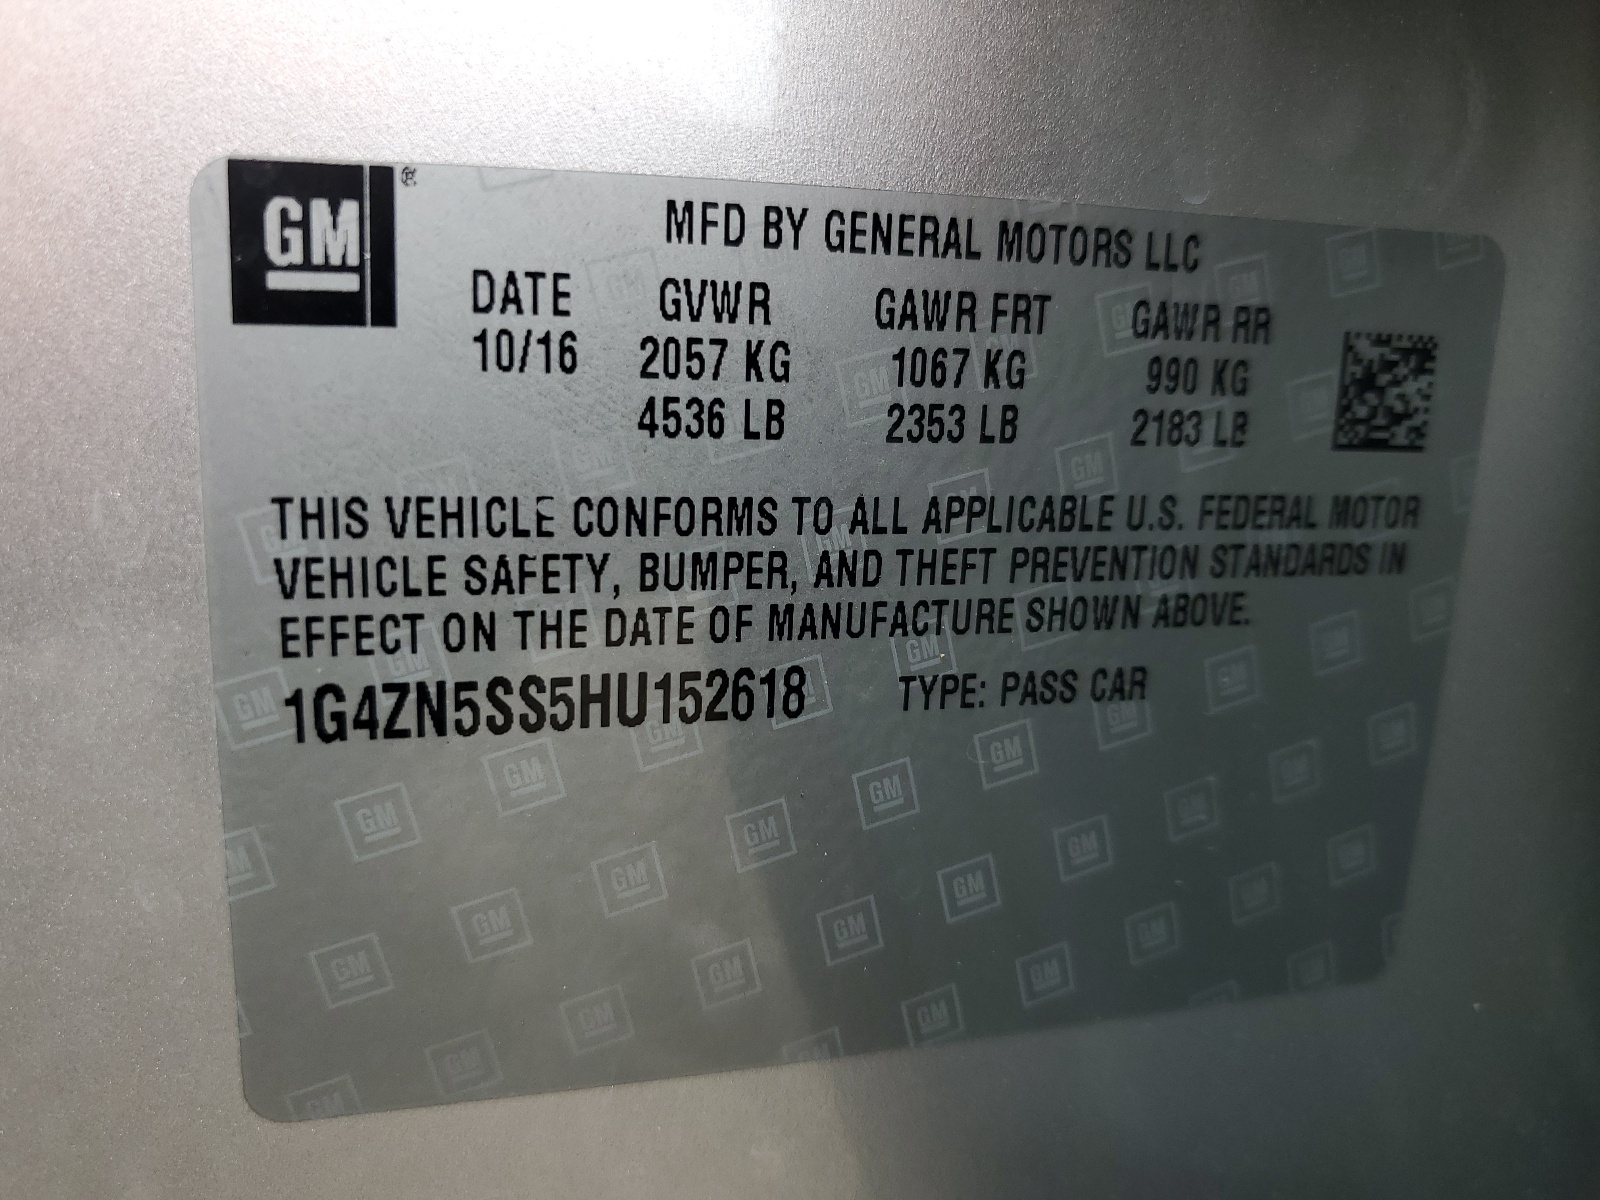 GM ®
MFD BY GENERAL MOTORS LLC
DATE GVWR GAWR FRT GAWR RR
10/16 2057 KG 1067 KG 990 KG
4536 LB 2353 LB 2183 LB
THIS VEHICLE CONFORMS TO ALL APPLICABLE U.S. FEDERAL MOTOR
VEHICLE SAFETY, BUMPER, AND THEFT PREVENTION STANDARDS IN
EFFECT ON THE DATE OF MANUFACTURE SHOWN ABOVE.
1G4ZN5SS5HU152618 TYPE: PASS CAR